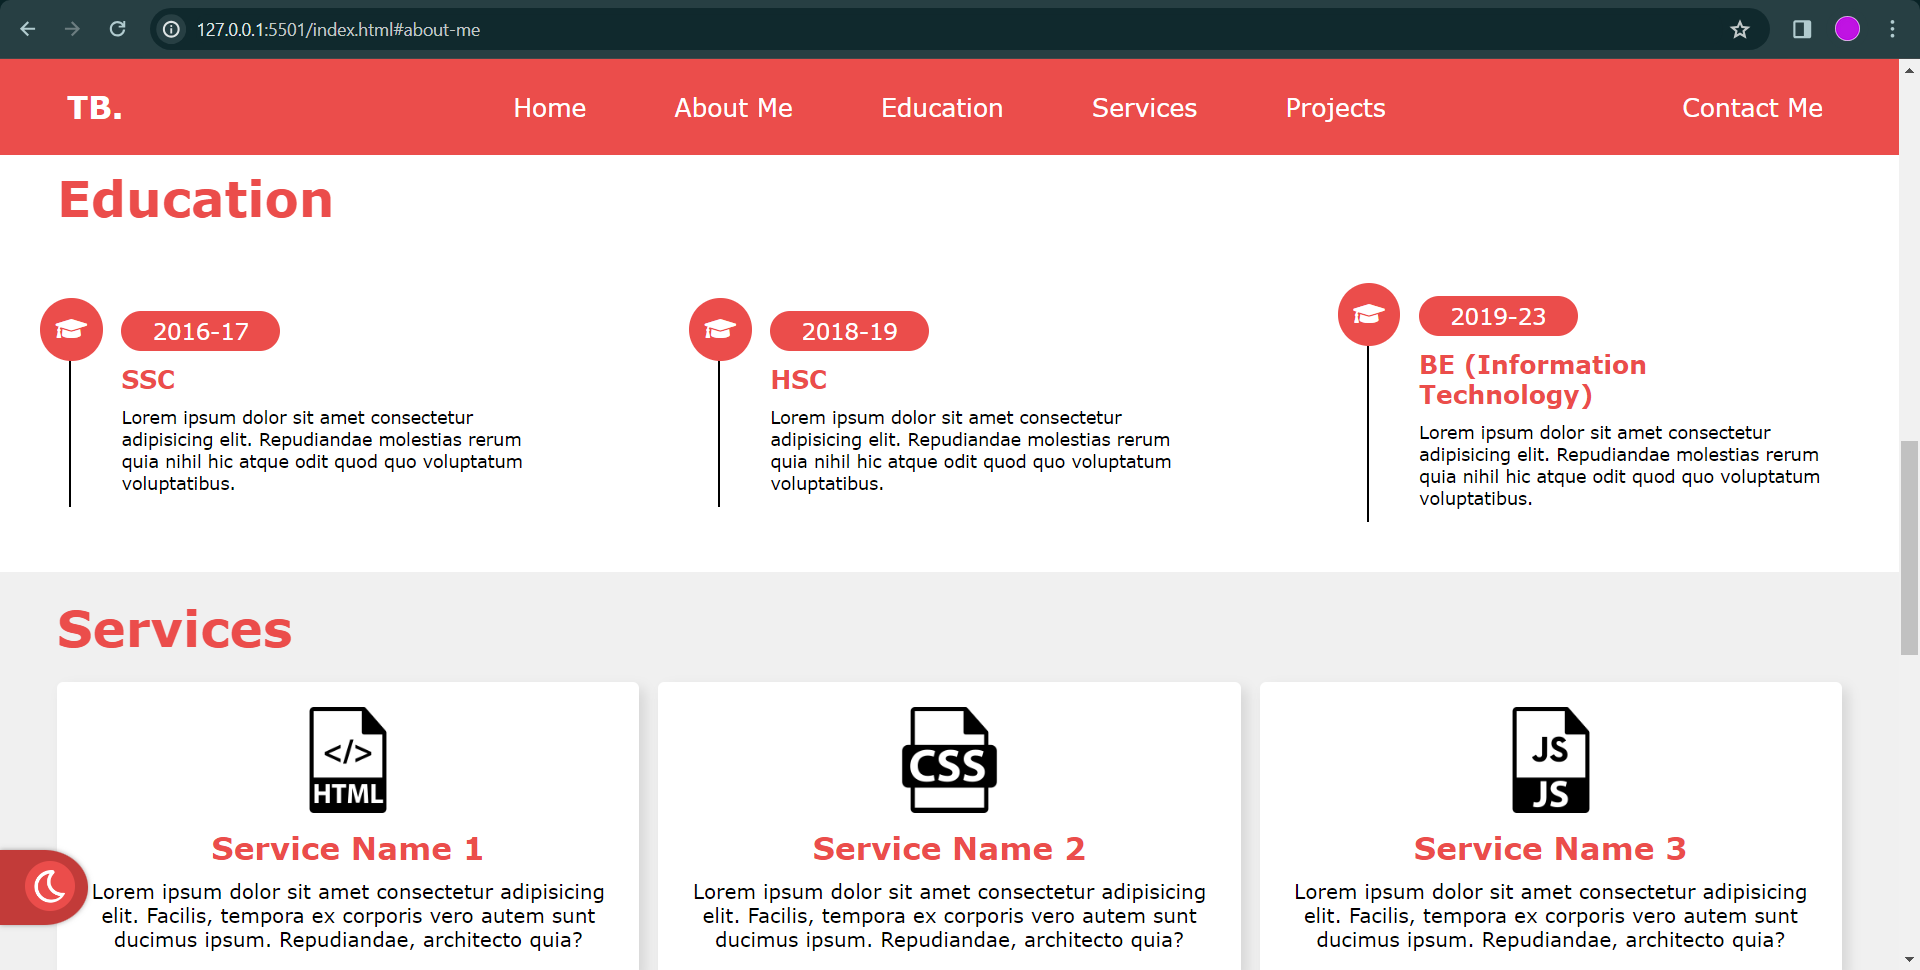 127.0.0.1:5501/index.html#about-me
TB.
Home
About Me
Education
Services
Projects
Contact Me
Education
2016-17
SSC
Lorem ipsum dolor sit amet consectetur
adipisicing elit. Repudiandae molestias rerum
quia nihil hic atque odit quod quo voluptatum
voluptatibus.
2018-19
HSC
Lorem ipsum dolor sit amet consectetur
adipisicing elit. Repudiandae molestias rerum
quia nihil hic atque odit quod quo voluptatum
voluptatibus.
2019-23
BE (Information
Technology)
Lorem ipsum dolor sit amet consectetur
adipisicing elit. Repudiandae molestias rerum
quia nihil hic atque odit quod quo voluptatum
voluptatibus.
Services
</>
HTML
Service Name 1
Lorem ipsum dolor sit amet consectetur adipisicing
elit. Facilis, tempora ex corporis vero autem sunt
ducimus ipsum. Repudiandae, architecto quia?
CSS
Service Name 2
Lorem ipsum dolor sit amet consectetur adipisicing
elit. Facilis, tempora ex corporis vero autem sunt
ducimus ipsum. Repudiandae, architecto quia?
JS
JS
Service Name 3
Lorem ipsum dolor sit amet consectetur adipisicing
elit. Facilis, tempora ex corporis vero autem sunt
ducimus ipsum. Repudiandae, architecto quia?